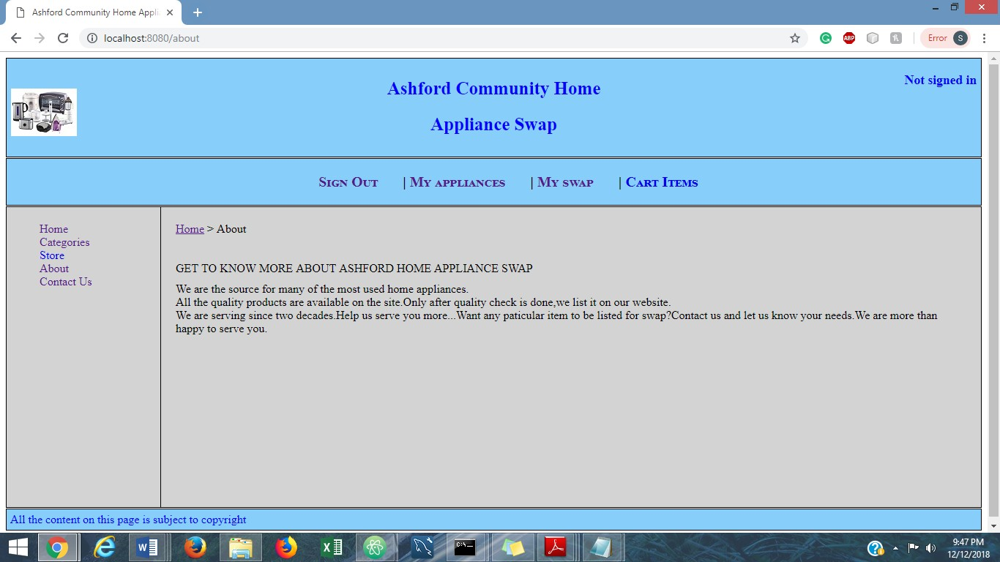 Ashford Community Home Appli
localhost:8080/about
ABP
Error
S
Ashford Community Home
Appliance Swap
Not signed in
Sign Out | My appliances | My swap | Cart Items
Home
Categories
Store
About
Contact Us
Home > About
GET TO KNOW MORE ABOUT ASHFORD HOME APPLIANCE SWAP
We are the source for many of the most used home appliances.
All the quality products are available on the site.Only after quality check is done,we list it on our website.
We are serving since two decades.Help us serve you more...Want any paticular item to be listed for swap?Contact us and let us know your needs.We are more than
happy to serve you.
All the content on this page is subject to copyright
9:47 PM
12/12/2018